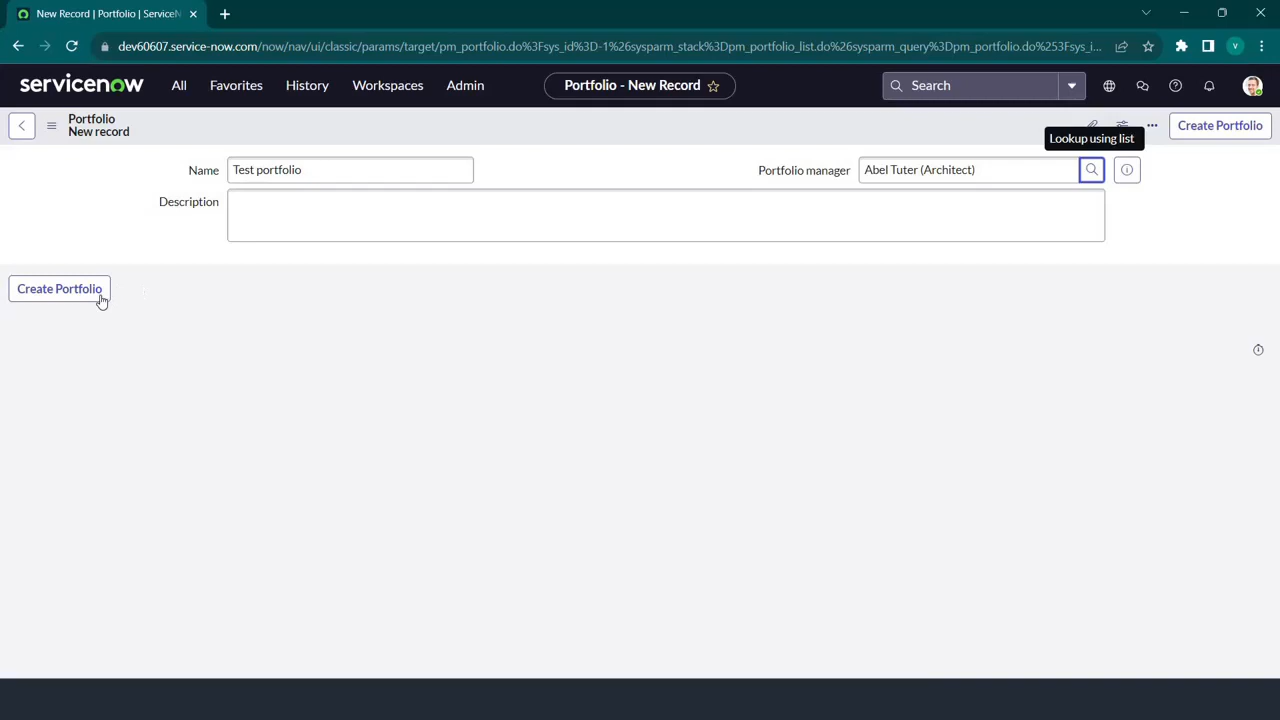 New Record | Portfolio | ServiceN
dev60607.service-now.com/now/nav/ui/classic/params/target/pm_portfolio.do%3Fsys_id%3D-1%26sysparm_stack%3Dpm_portfolio_list.do%26sysparm_query%3Dpm_portfolio.do%253Fsys_i...
V
servicenow
All
Favorites
History
Workspaces
Admin
Portfolio - New Record
Search
Portfolio
New record
Create Portfolio
Lookup using list
Name
Test portfolio
Portfolio manager
Abel Tuter (Architect)
Description
Create Portfolio